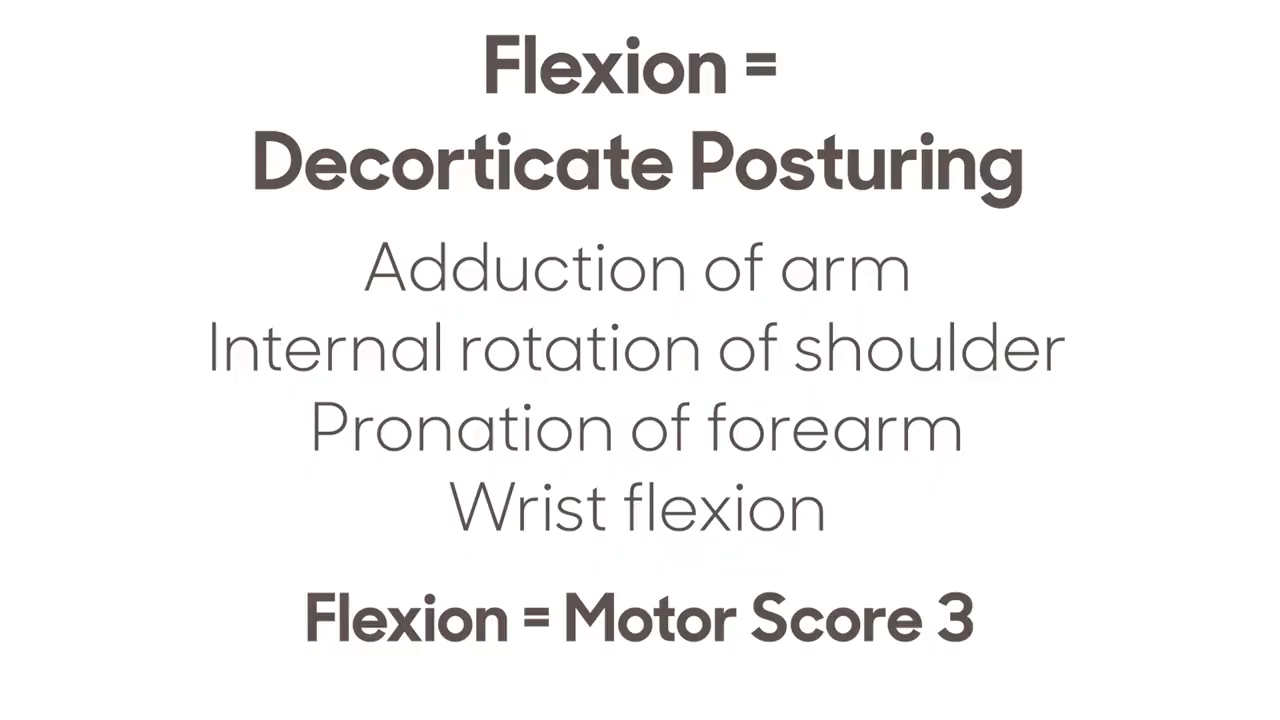 Flexion =
Decorticate Posturing
Adduction of arm
Internal rotation of shoulder
Pronation of forearm
Wrist flexion
Flexion = Motor Score 3